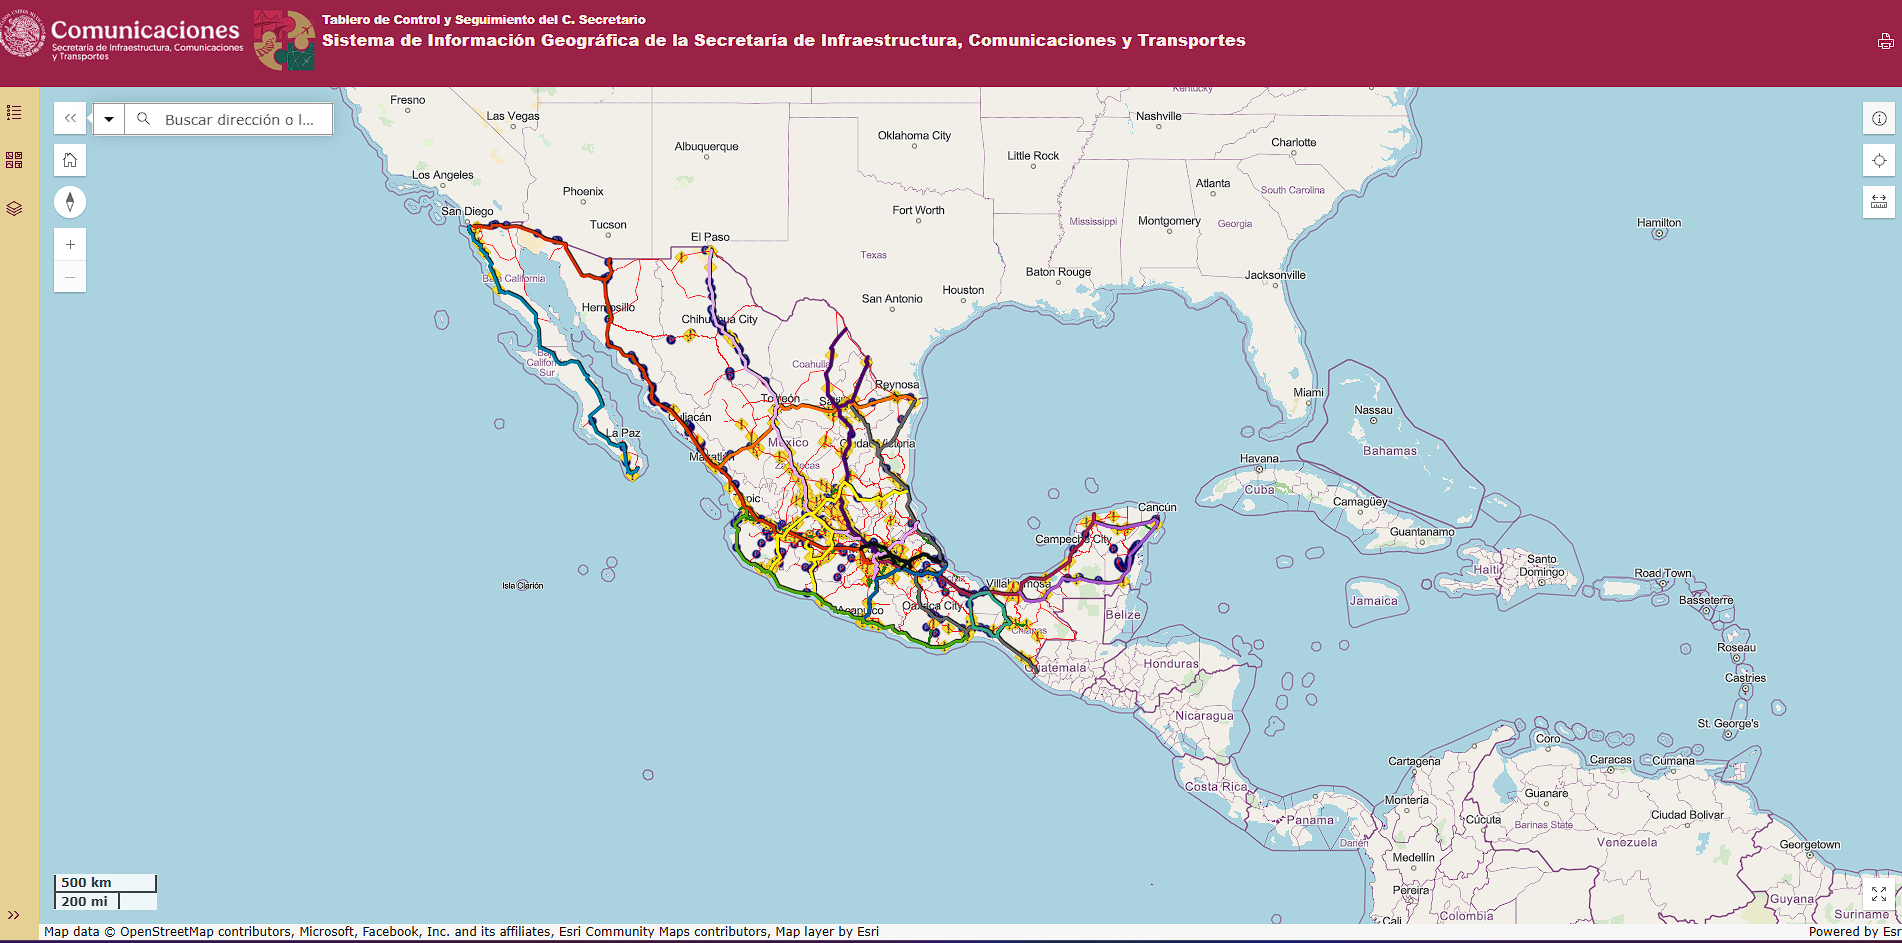 Comunicaciones
Secretaría de Infraestructura, Comunicaciones
y Transportes
Tablero de Control y Seguimiento del C. Secretario
Sistema de Información Geográfica de la Secretaría de Infraestructura, Comunicaciones y Transportes
Buscar dirección o l...
Fresno
Las Vegas
Kentucky
Nashville
Oklahoma City
Albuquerque
Charlotte
Little Rock
Los Angeles
Phoenix
Atlanta
South Carolina
San Diego
Fort Worth
Tucson
Mississippi
Montgomery
Georgia
Hamilton
El Paso
Texas
Baja California
Baton Rouge
Jacksonville
Houston
San Antonio
Hermosillo
Chihuahua City
Coahuila
Baja
Californ
Sur
Reynosa
Miami
Torreón
Nassau
Culiacán
La Paz
México
Ciudad Victoria
Bahamas
Mazatlán
Zacatecas
Havana
Cuba
Camagüey
Cancún
Guantanamo
Campeche City
Santo
Domingo
Haiti
Road Town
Isla Clarión
Villahermosa
Basseterre
Jamaica
Acapulco
Oaxaca City
Belize
Chiapas
Roseau
Guatemala
Honduras
Castries
Nicaragua
St. George's
Coro
Caracas
Cumana
Cartagena
Costa Rica
Guanare
Montería
Panama
Cúcuta
Barinas State
Ciudad Bolivar
Darién
Venezuela
Georgetown
Medellín
Pereira
Guyana
Cali
Colombia
Suriname
500 km
200 mi
Map data © OpenStreetMap contributors, Microsoft, Facebook, Inc. and its affiliates, Esri Community Maps contributors, Map layer by Esri
Powered by Esr